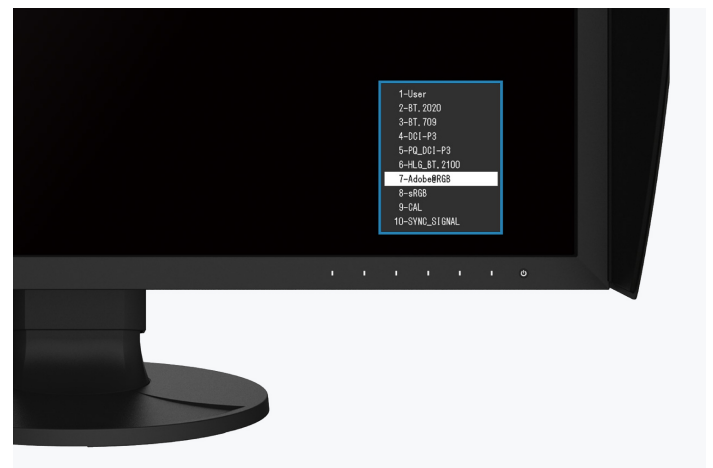 1-User
2-BT.2020
3-BT.709
4-DCI-P3
5-PQ_DCI-P3
6-HLG_BT.2100
7-Adobe®RGB
8-sRGB
9-CAL
10-SYNC_SIGNAL